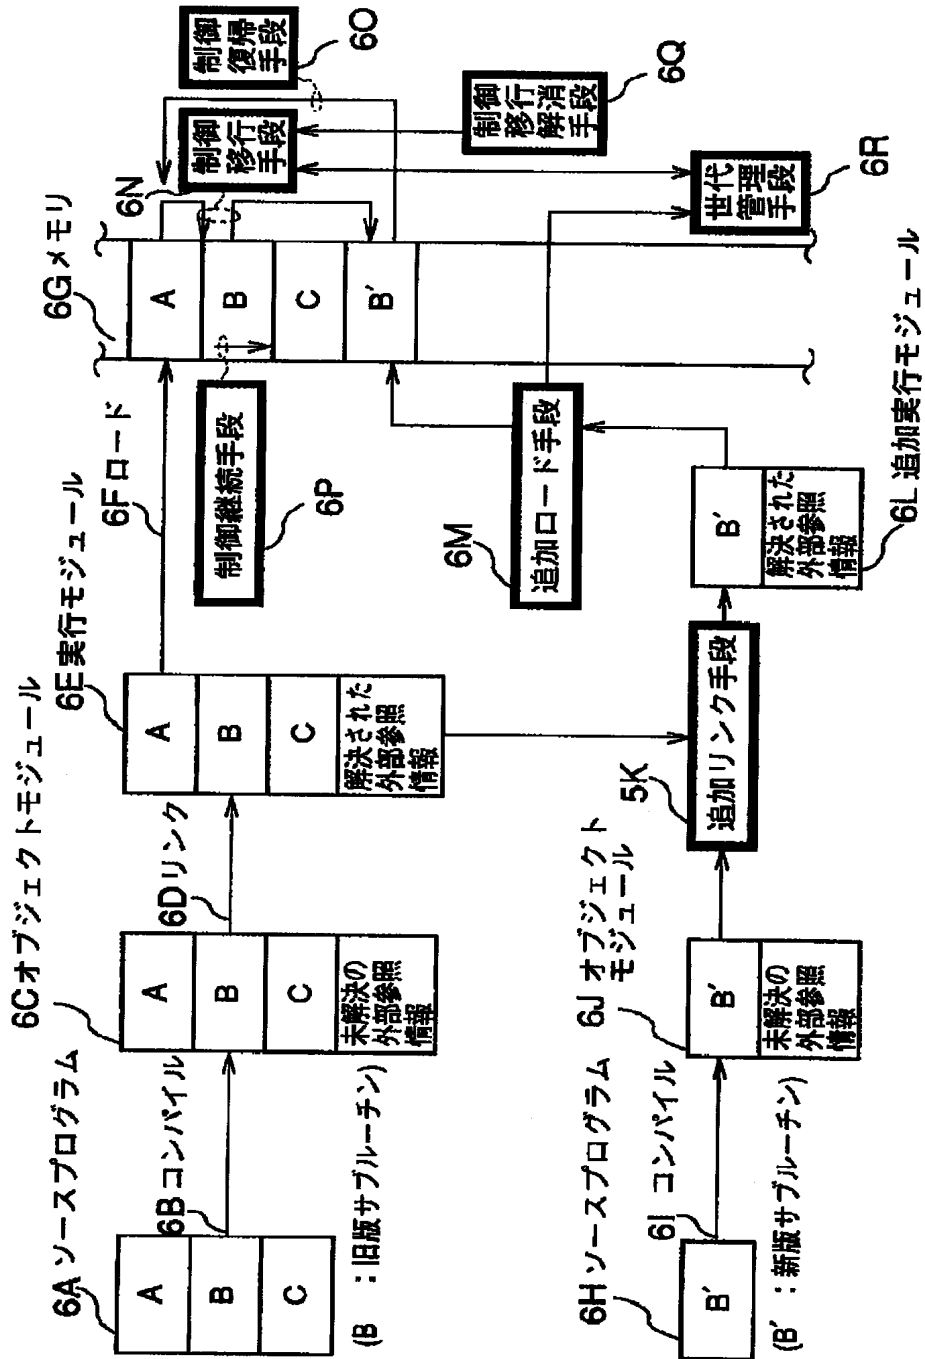 6A ソースプログラム
A
B
C
(B :旧版サブルーチン)
6B コンパイル
6C オブジェクトモジュール
A
B
C
未解決の
外部参照
情報
6D リンク
6E 実行モジュール
A
B
C
解決された
外部参照
情報
6F ロード
6G メモリ
A
B
C
B′
6N
制御
移行
手段
制御
復帰
手段
6O
制御継続手段
6P
制御
移行
解消
手段
6Q
世代
管理
手段
6R
6H ソースプログラム
B′
(B′ :新版サブルーチン)
6I コンパイル
6J オブジェクト
モジュール
B′
未解決の
外部参照
情報
5K
追加リンク手段
6L 追加実行モジュール
B′
解決された
外部参照
情報
6M
追加ロード手段